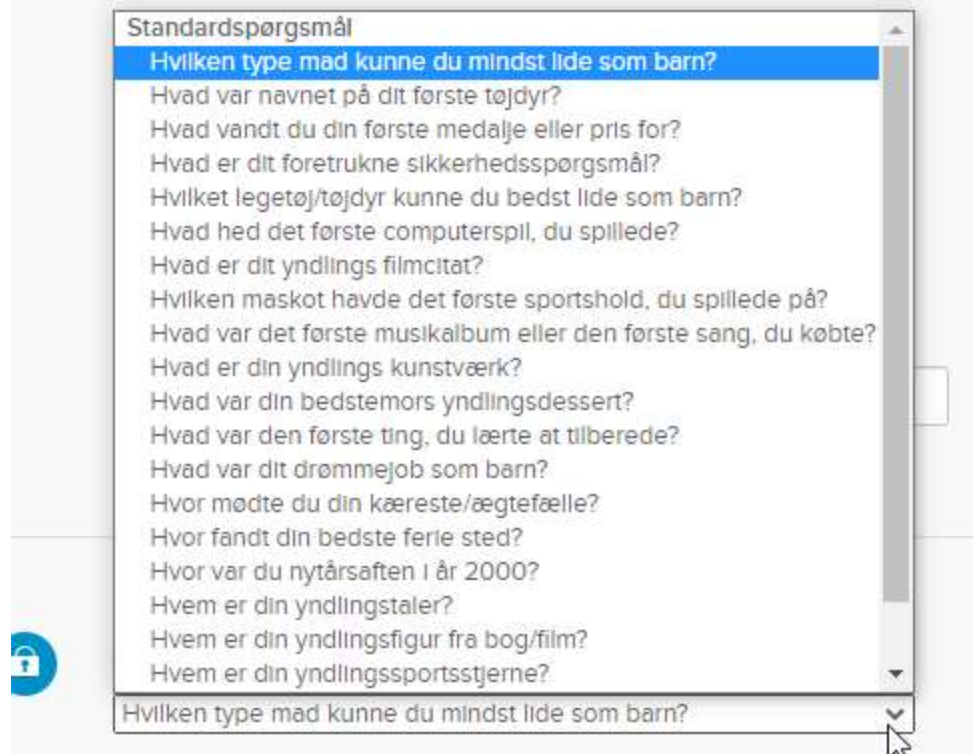 Standardspørgsmål
Hvilken type mad kunne du mindst lide som barn?
Hvad var navnet på dit første tøjdyr?
Hvad vandt du din første medalje eller pris for?
Hvad er dit foretrukne sikkerhedsspørgsmål?
Hvilket legetøj/tøjdyr kunne du bedst lide som barn?
Hvad hed det første computerspil, du spillede?
Hvad er dit yndlings filmcitat?
Hvilken maskot havde det første sportshold, du spillede på?
Hvad var det første musikalbum eller den første sang, du købte?
Hvad er din yndlings kunstværk?
Hvad var din bedstemors yndlingsdessert?
Hvad var den første ting, du lærte at tilberede?
Hvad var dit drømmejob som barn?
Hvor mødte du din kæreste/ægtefælle?
Hvor fandt din bedste ferie sted?
Hvor var du nytårsaften i år 2000?
Hvem er din yndlingstaler?
Hvem er din yndlingsfigur fra bog/film?
Hvem er din yndlingssportsstjerne?
Hvilken type mad kunne du mindst lide som barn?